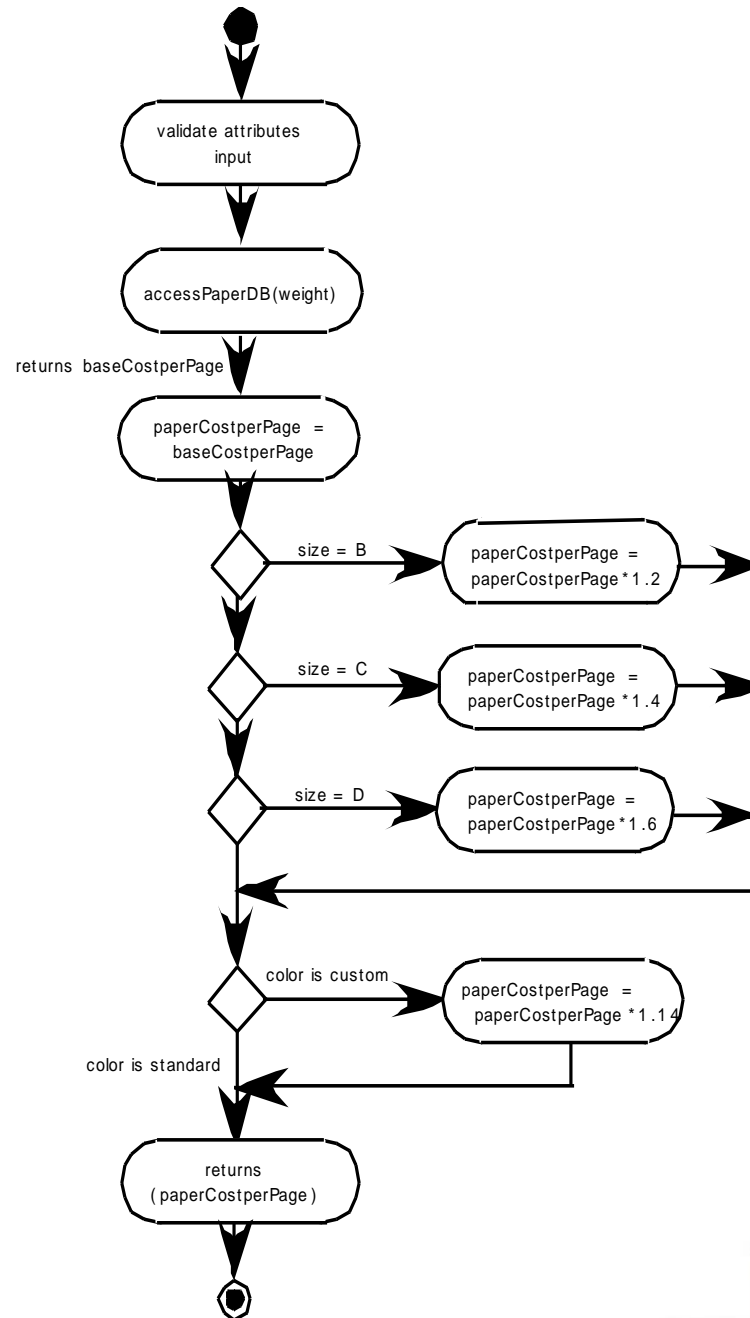 validate attributes
input
accessPaperDB(weight)
returns baseCostperPage
paperCostperPage =
baseCostperPage
size = B
paperCostperPage =
paperCostperPage*1.2
size = C
paperCostperPage =
paperCostperPage *1.4
size = D
paperCostperPage =
paperCostperPage*1.6
color is custom
paperCostperPage =
paperCostperPage *1.14
color is standard
returns
(paperCostperPage)